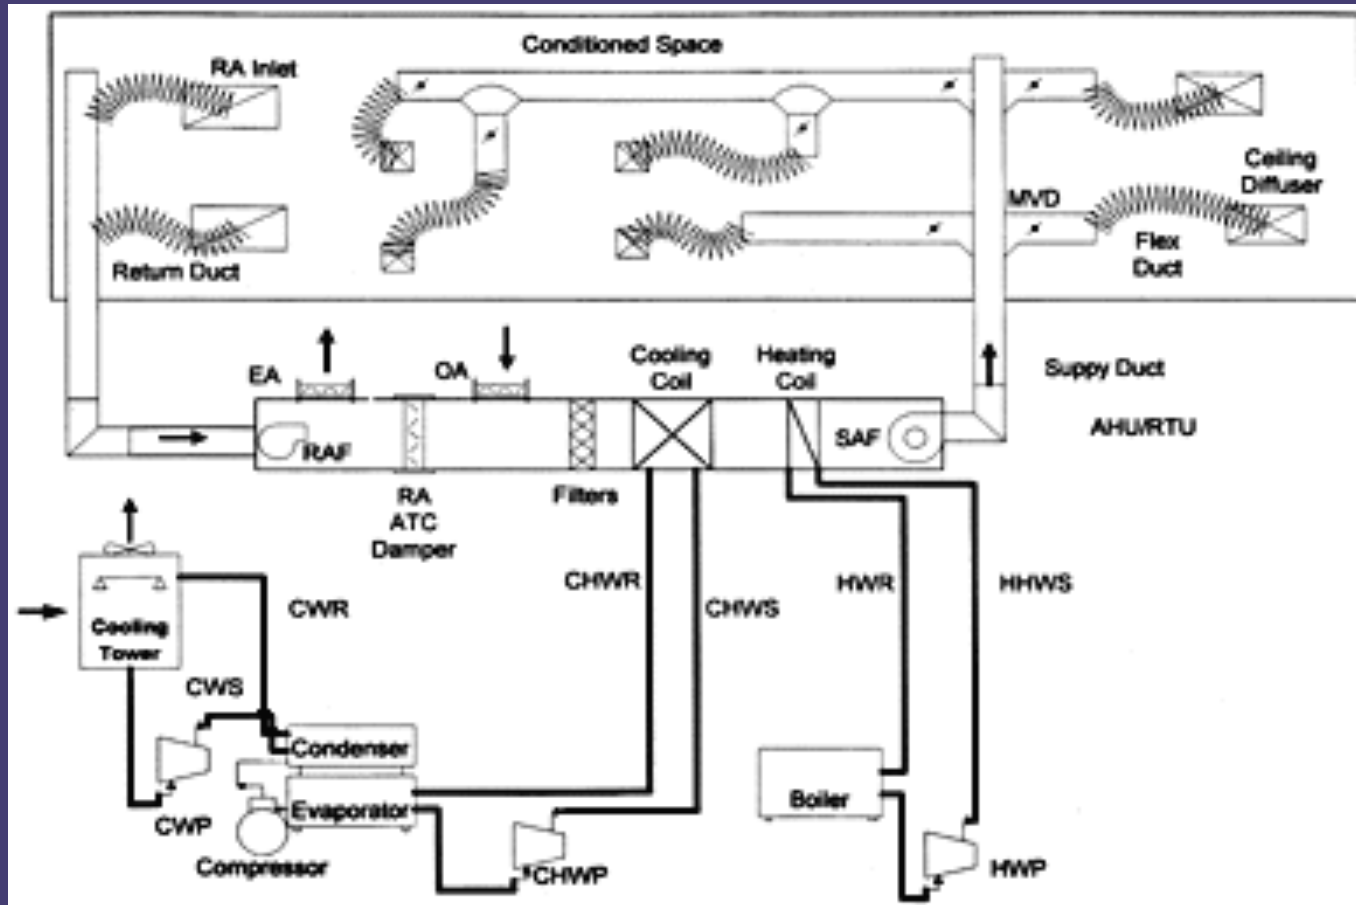 Conditioned Space
RA Inlet
Ceiling
Diffuser
MVD
Return Duct
Flex
Duct
EA
OA
Cooling
Coil
Heating
Coil
Suppy Duct
RAF
SAF
AHU/RTU
RA
ATC
Damper
Filters
CWR
CHWR
CHWS
HWR
HHWS
Cooling
Tower
CWS
Condenser
Evaporator
Boiler
CWP
Compressor
CHWP
HWP